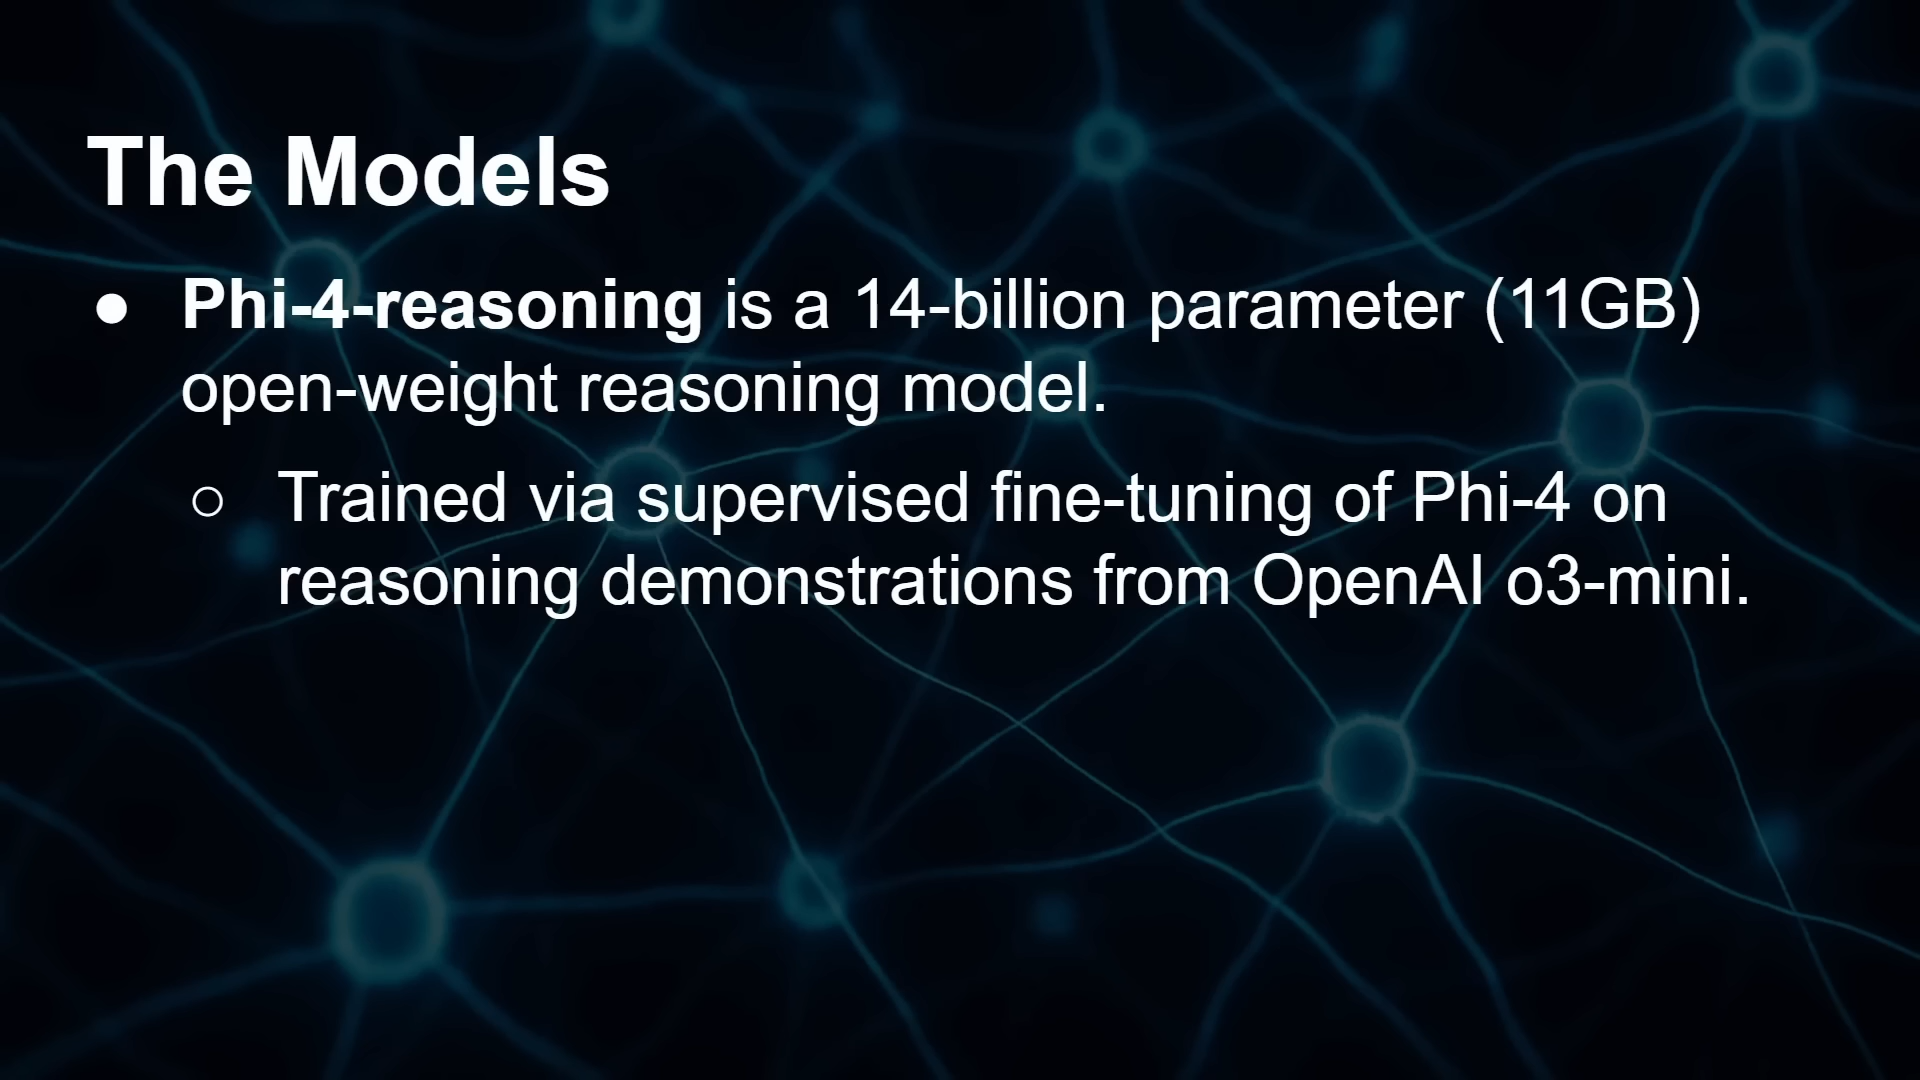 The Models
● Phi-4-reasoning is a 14-billion parameter (11GB)
open-weight reasoning model.
○ Trained via supervised fine-tuning of Phi-4 on
reasoning demonstrations from OpenAI o3-mini.